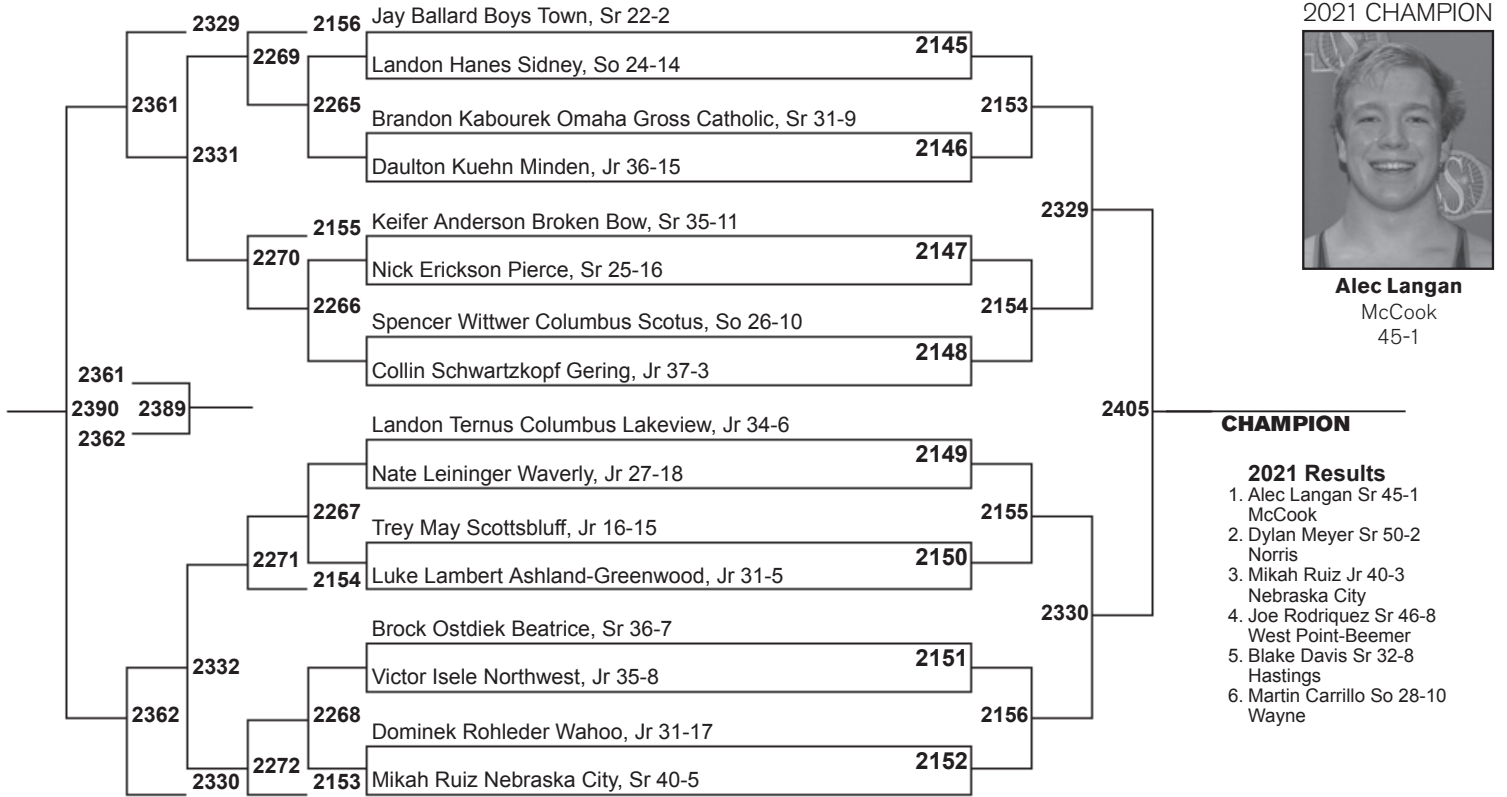 2329
2156
Jay Ballard Boys Town, Sr 22-2
2145
2269
Landon Hanes Sidney, So 24-14
2361
2265
2153
Brandon Kabourek Omaha Gross Catholic, Sr 31-9
2331
2146
Daulton Kuehn Minden, Jr 36-15
2329
2155
Keifer Anderson Broken Bow, Sr 35-11
2147
2270
Nick Erickson Pierce, Sr 25-16
2266
2154
Spencer Wittwer Columbus Scotus, So 26-10
2148
Collin Schwartzkopf Gering, Jr 37-3
2361
2390
2389
2362
2405
CHAMPION
Landon Ternus Columbus Lakeview, Jr 34-6
2149
Nate Leininger Waverly, Jr 27-18
2267
2155
Trey May Scottsbluff, Jr 16-15
2271
2150
2154
Luke Lambert Ashland-Greenwood, Jr 31-5
2330
Brock Ostdiek Beatrice, Sr 36-7
2332
2151
Victor Isele Northwest, Jr 35-8
2362
2268
2156
Dominek Rohleder Wahoo, Jr 31-17
2272
2152
2330
2153
Mikah Ruiz Nebraska City, Sr 40-5
2021 CHAMPION
Alec Langan
McCook
45-1
2021 Results
1. Alec Langan Sr 45-1
McCook
2. Dylan Meyer Sr 50-2
Norris
3. Mikah Ruiz Jr 40-3
Nebraska City
4. Joe Rodriquez Sr 46-8
West Point-Beemer
5. Blake Davis Sr 32-8
Hastings
6. Martin Carrillo So 28-10
Wayne